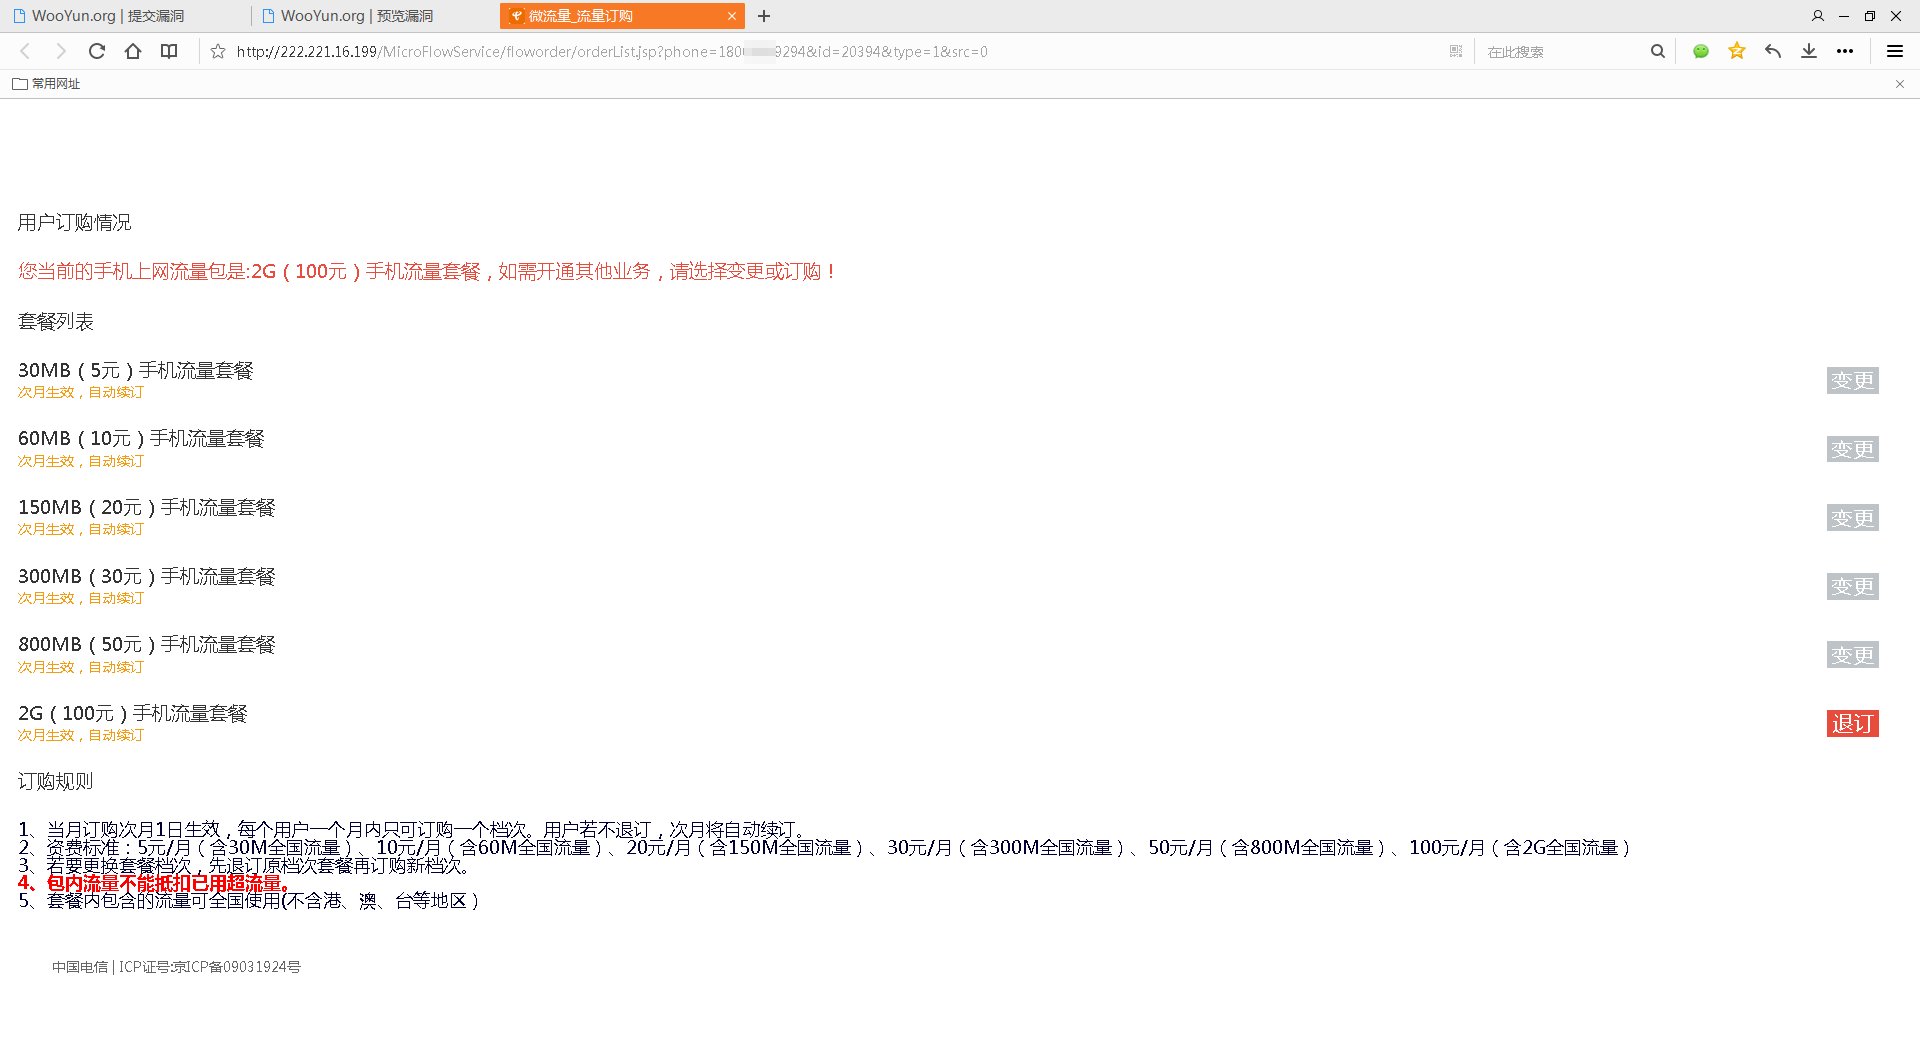 WooYun.org | 提交漏洞
WooYun.org | 预览漏洞
微流量_流量订购
http://222.221.16.199/MicroFlowService/floworder/orderList.jsp?phone=180 9294&id=20394&type=1&src=0
在此搜索
常用网址
用户订购情况
您当前的手机上网流量包是:2G（100元）手机流量套餐，如需开通其他业务，请选择变更或订购！
套餐列表
30MB（5元）手机流量套餐
次月生效，自动续订
变更
60MB（10元）手机流量套餐
次月生效，自动续订
变更
150MB（20元）手机流量套餐
次月生效，自动续订
变更
300MB（30元）手机流量套餐
次月生效，自动续订
变更
800MB（50元）手机流量套餐
次月生效，自动续订
变更
2G（100元）手机流量套餐
次月生效，自动续订
退订
订购规则
1、当月订购次月1日生效，每个用户一个月内只可订购一个档次。用户若不退订，次月将自动续订。
2、资费标准：5元/月（含30M全国流量）、10元/月（含60M全国流量）、20元/月（含150M全国流量）、30元/月（含300M全国流量）、50元/月（含800M全国流量）、100元/月（含2G全国流量）
3、若要更换套餐档次，先退订原档次套餐再订购新档次。
4、包内流量不能抵扣已用超流量。
5、套餐内包含的流量可全国使用(不含港、澳、台等地区）
中国电信 | ICP证号:京ICP备09031924号